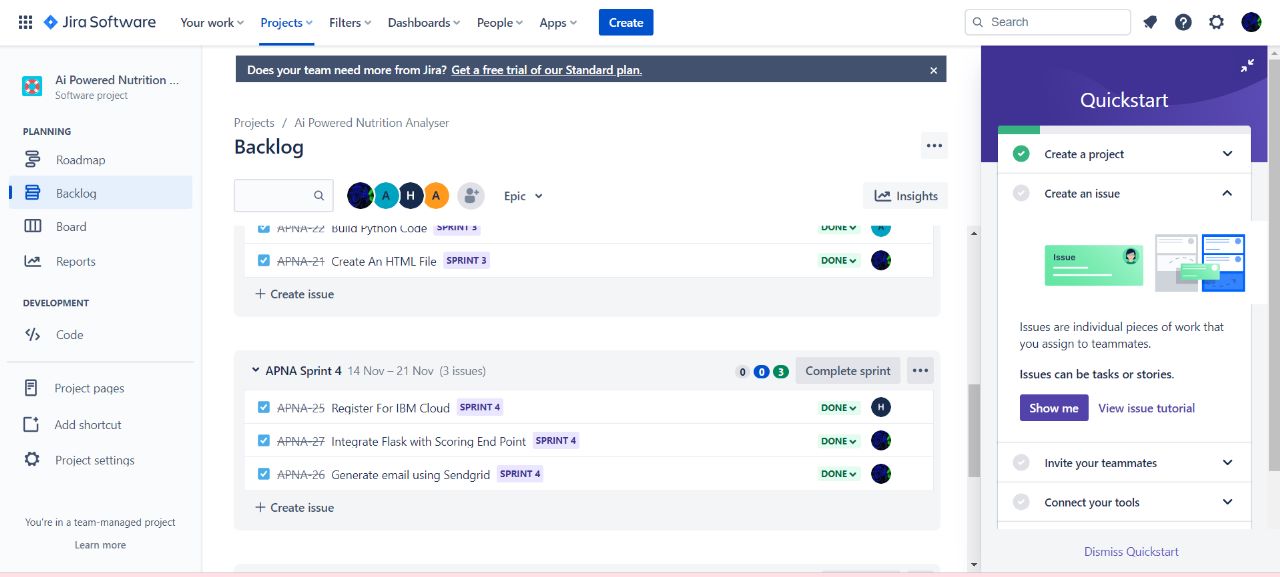 Jira Software Your work Projects Filters Dashboards People Apps Create Search
Ai Powered Nutrition ...
Software project
PLANNING
Roadmap
Backlog
Board
Reports
DEVELOPMENT
Code
Project pages
Add shortcut
Project settings
You're in a team-managed project
Learn more
Does your team need more from Jira? Get a free trial of our Standard plan.
Projects / Ai Powered Nutrition Analyser
Backlog
A H A Epic Insights
APNA-22 Build Python Code SPRINT 3 DONE A
APNA-21 Create An HTML SPRINT 3 DONE
+ Create issue
APNA Sprint 4 14 Nov – 21 Nov (3 issues) 0 0 3 Complete sprint
APNA-25 Register For IBM Cloud SPRINT 4 DONE H
APNA-27 Integrate Flask with Scoring End Point SPRINT 4 DONE
APNA-26 Generate email using Sendgrid SPRINT 4 DONE
+ Create issue
Quickstart
Create a project
Create an issue
Issue
Issues are individual pieces of work that
you assign to teammates.
Issues can be tasks or stories.
Show me View issue tutorial
Invite your teammates
Connect your tools
Dismiss Quickstart